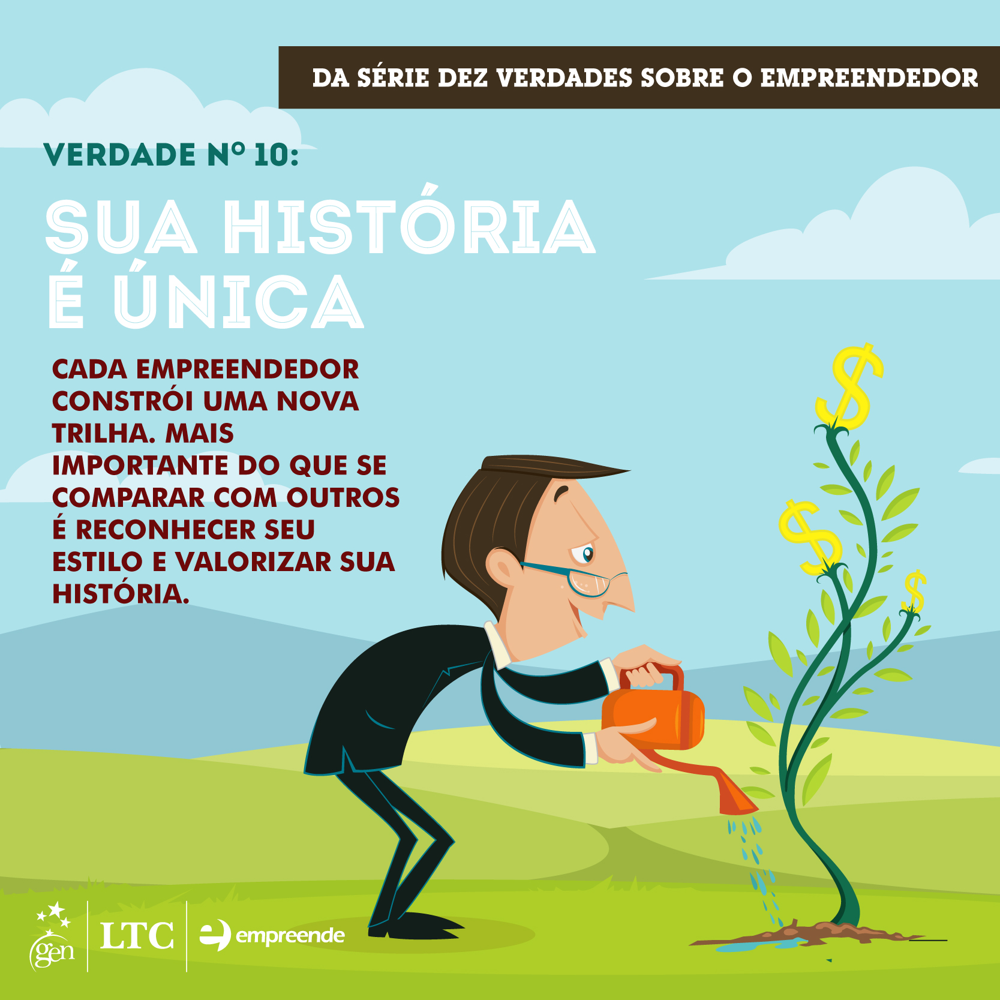 DA SÉRIE DEZ VERDADES SOBRE O EMPREENDEDOR
VERDADE Nº 10:
SUA HISTÓRIA
É ÚNICA
CADA EMPREENDEDOR
CONSTRÓI UMA NOVA
TRILHA. MAIS
IMPORTANTE DO QUE SE
COMPARAR COM OUTROS
É RECONHECER SEU
ESTILO E VALORIZAR SUA
HISTÓRIA.
gen LTC e empreende